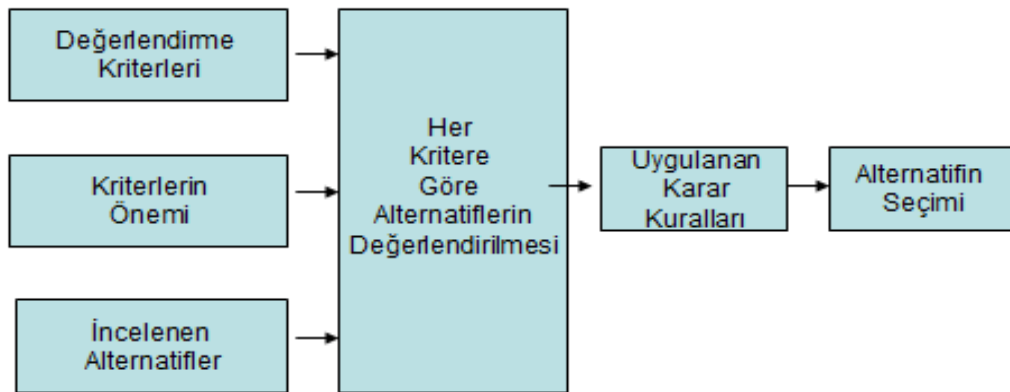 Değerlendirme
Kriterleri
Kriterlerin
Önemi
İncelenen
Alternatifler
Her
Kritere
Göre
Alternatiflerin
Değerlendirilmesi
Uygulanan
Karar
Kuralları
Alternatifin
Seçimi